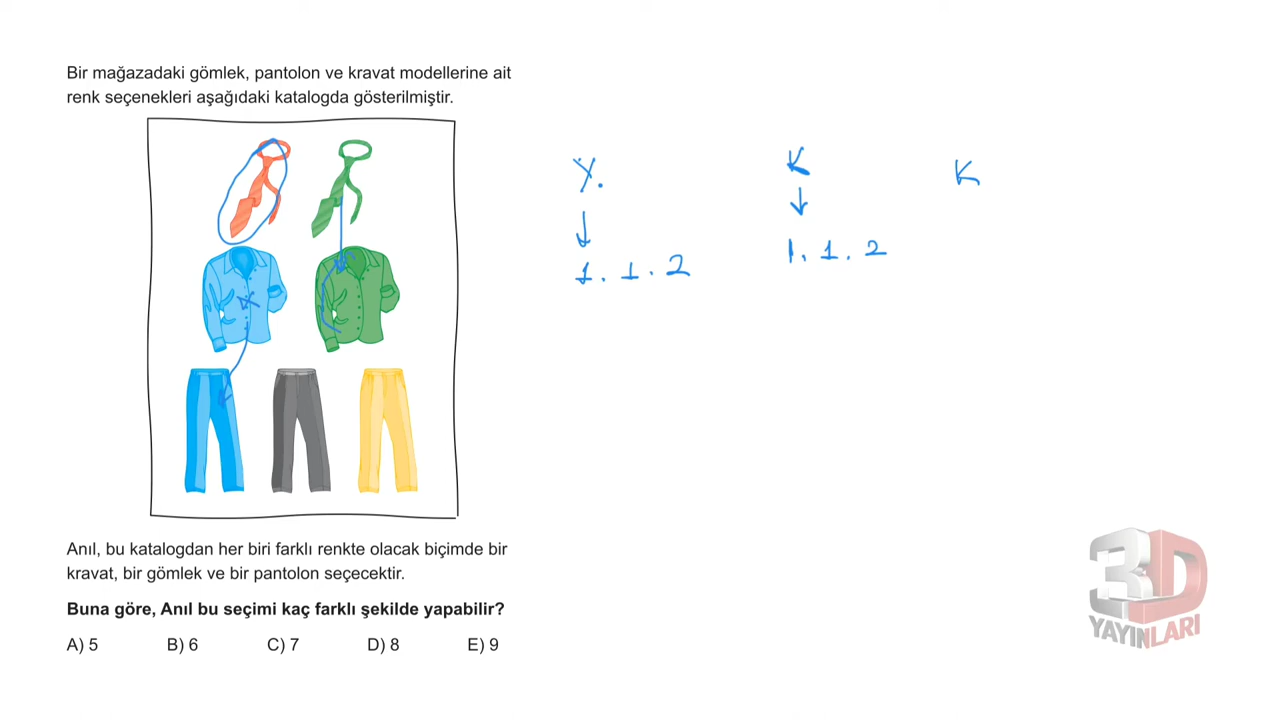 Bir mağazadaki gömlek, pantolon ve kravat modellerine ait
renk seçenekleri aşağıdaki katalogda gösterilmiştir.
Y. K K
1. 1. 2 1. 1. 2
Anıl, bu katalogdan her biri farklı renkte olacak biçimde bir
kravat, bir gömlek ve bir pantolon seçecektir.
Buna göre, Anıl bu seçimi kaç farklı şekilde yapabilir?
A) 5 B) 6 C) 7 D) 8 E) 9
3D
YAYINLARI